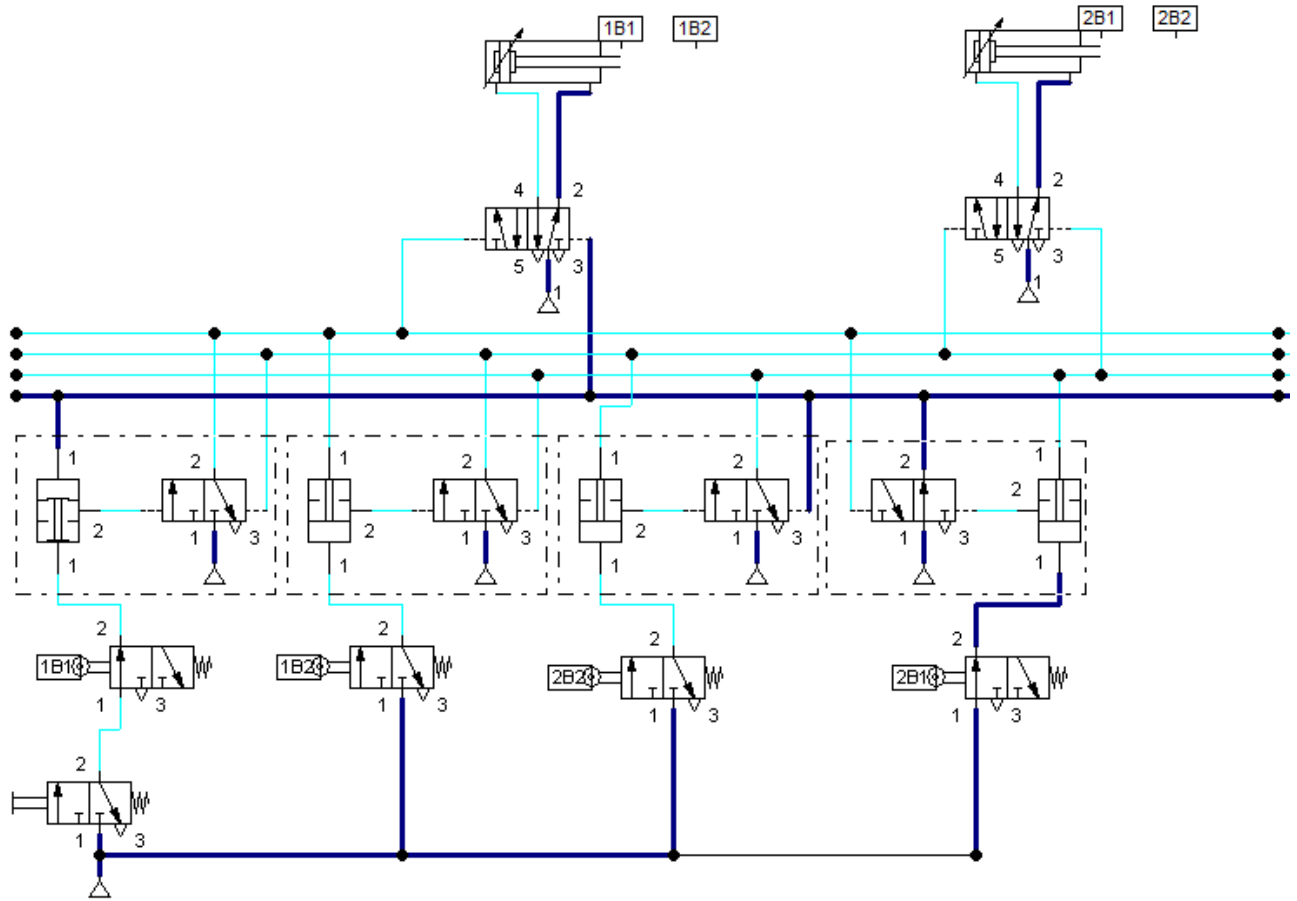 1B1 1B2 2B1 2B2
4 2 4 2
5 3 5 3
1 1
1 2 1 2 1 2 2 1
2 2 2 2
1 3 1 3 1 3 1 3
1 1 1 1
2 2 2 2
1B1 1B2 2B2 2B1
1 3 1 3 1 3 1 3
2
1 3